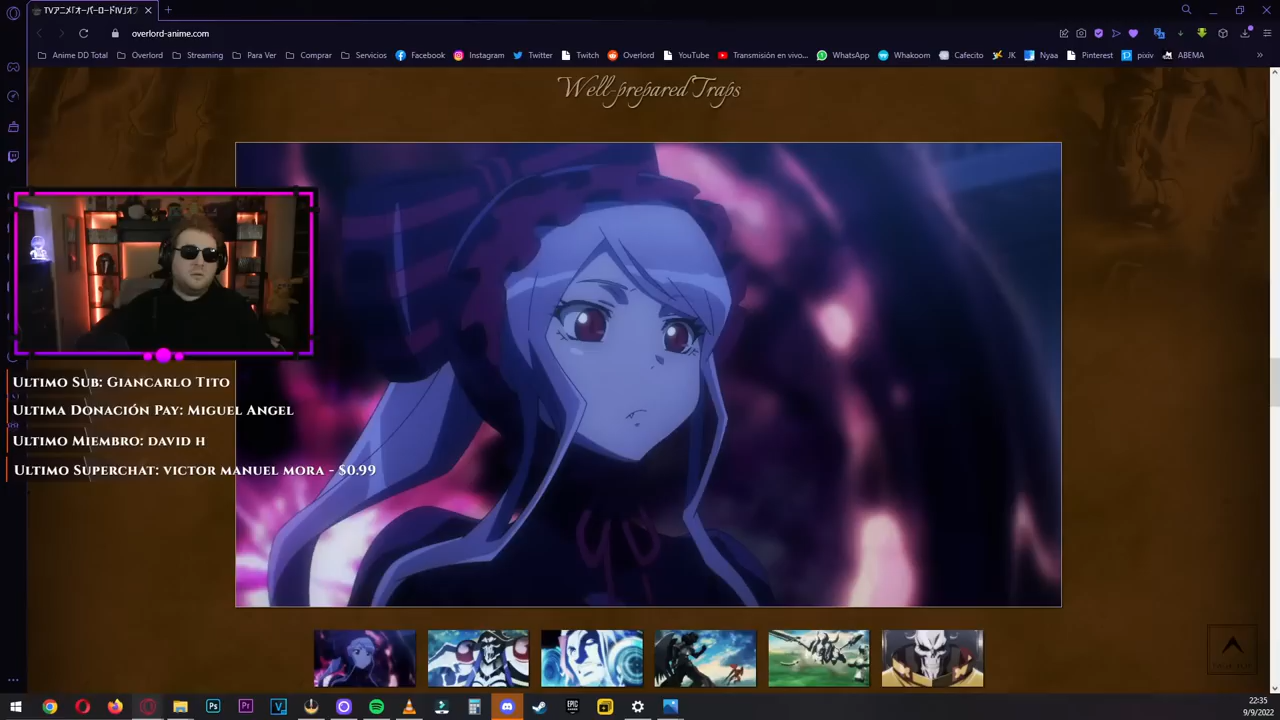 TVアニメ｢オーバーロードIV｣オフ
overlord-anime.com
Anime DD Total
Overlord
Streaming
Para Ver
Comprar
Servicios
Facebook
Instagram
Twitter
Twitch
Overlord
YouTube
Transmisión en vivo...
WhatsApp
Whakoom
Cafecito
JK
Nyaa
Pinterest
pixiv
ABEMA
Well-prepared Traps
Ultimo Sub: Giancarlo Tito
Ultima Donación Pay: Miguel Angel
Ultimo Miembro: david h
Ultimo Superchat: victor manuel mora - $0.99
22:35
9/9/2022